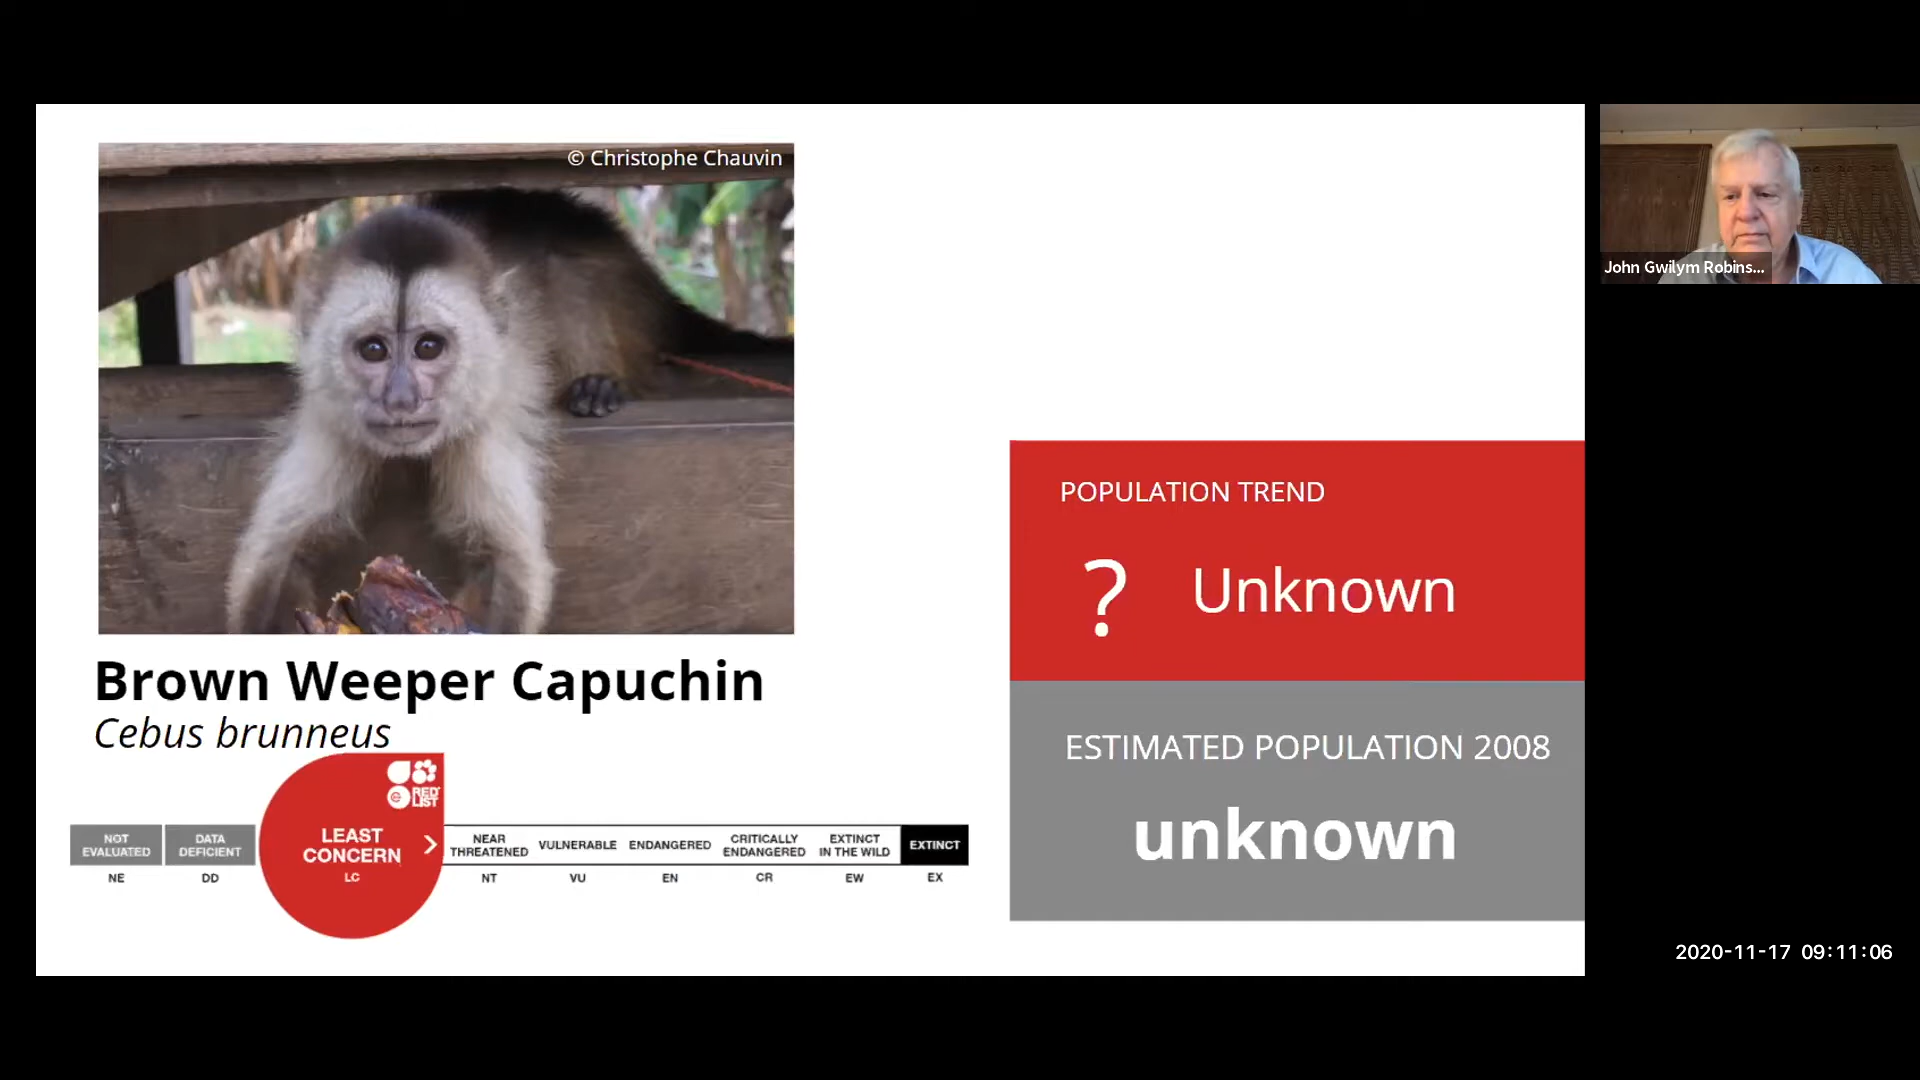 © Christophe Chauvin
John Gwilym Robins...
POPULATION TREND
? Unknown
Brown Weeper Capuchin
Cebus brunneus
ESTIMATED POPULATION 2008
unknown
RED
LIST
NOT
EVALUATED
NE
DATA
DEFICIENT
DD
LEAST
CONCERN
LC
NEAR
THREATENED
NT
VULNERABLE
VU
ENDANGERED
EN
CRITICALLY
ENDANGERED
CR
EXTINCT
IN THE WILD
EW
EXTINCT
EX
2020-11-17 09:11:06